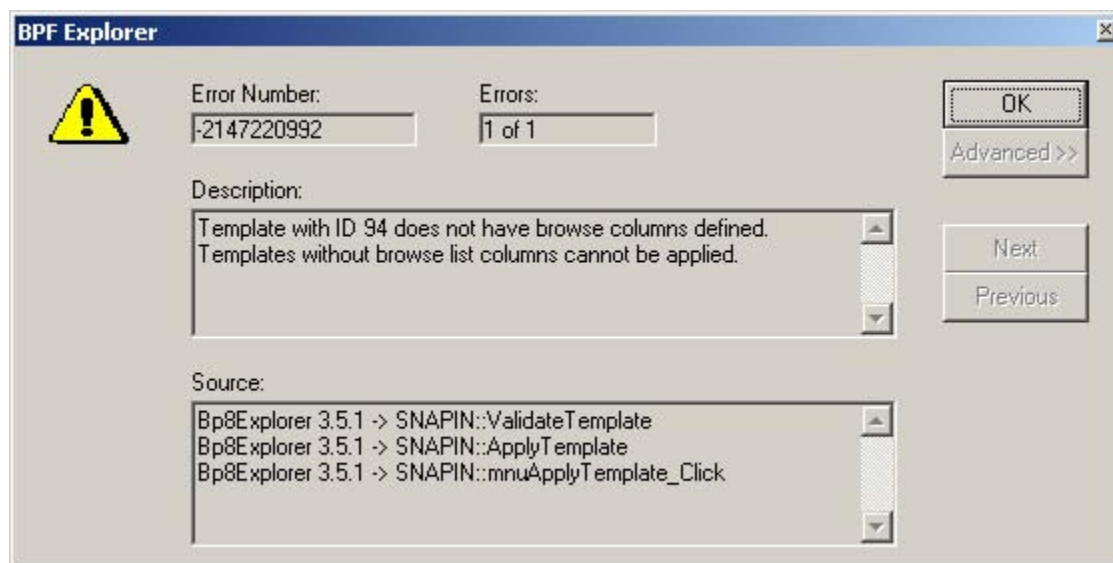 BPF Explorer
Error Number:
Errors:
-2147220992
1 of 1
OK
Advanced >>
Description:
Template with ID 94 does not have browse columns defined.
Templates without browse list columns cannot be applied.
Next
Previous
Source:
Bp8Explorer 3.5.1 -> SNAPIN::ValidateTemplate
Bp8Explorer 3.5.1 -> SNAPIN::ApplyTemplate
Bp8Explorer 3.5.1 -> SNAPIN::mnuApplyTemplate_Click